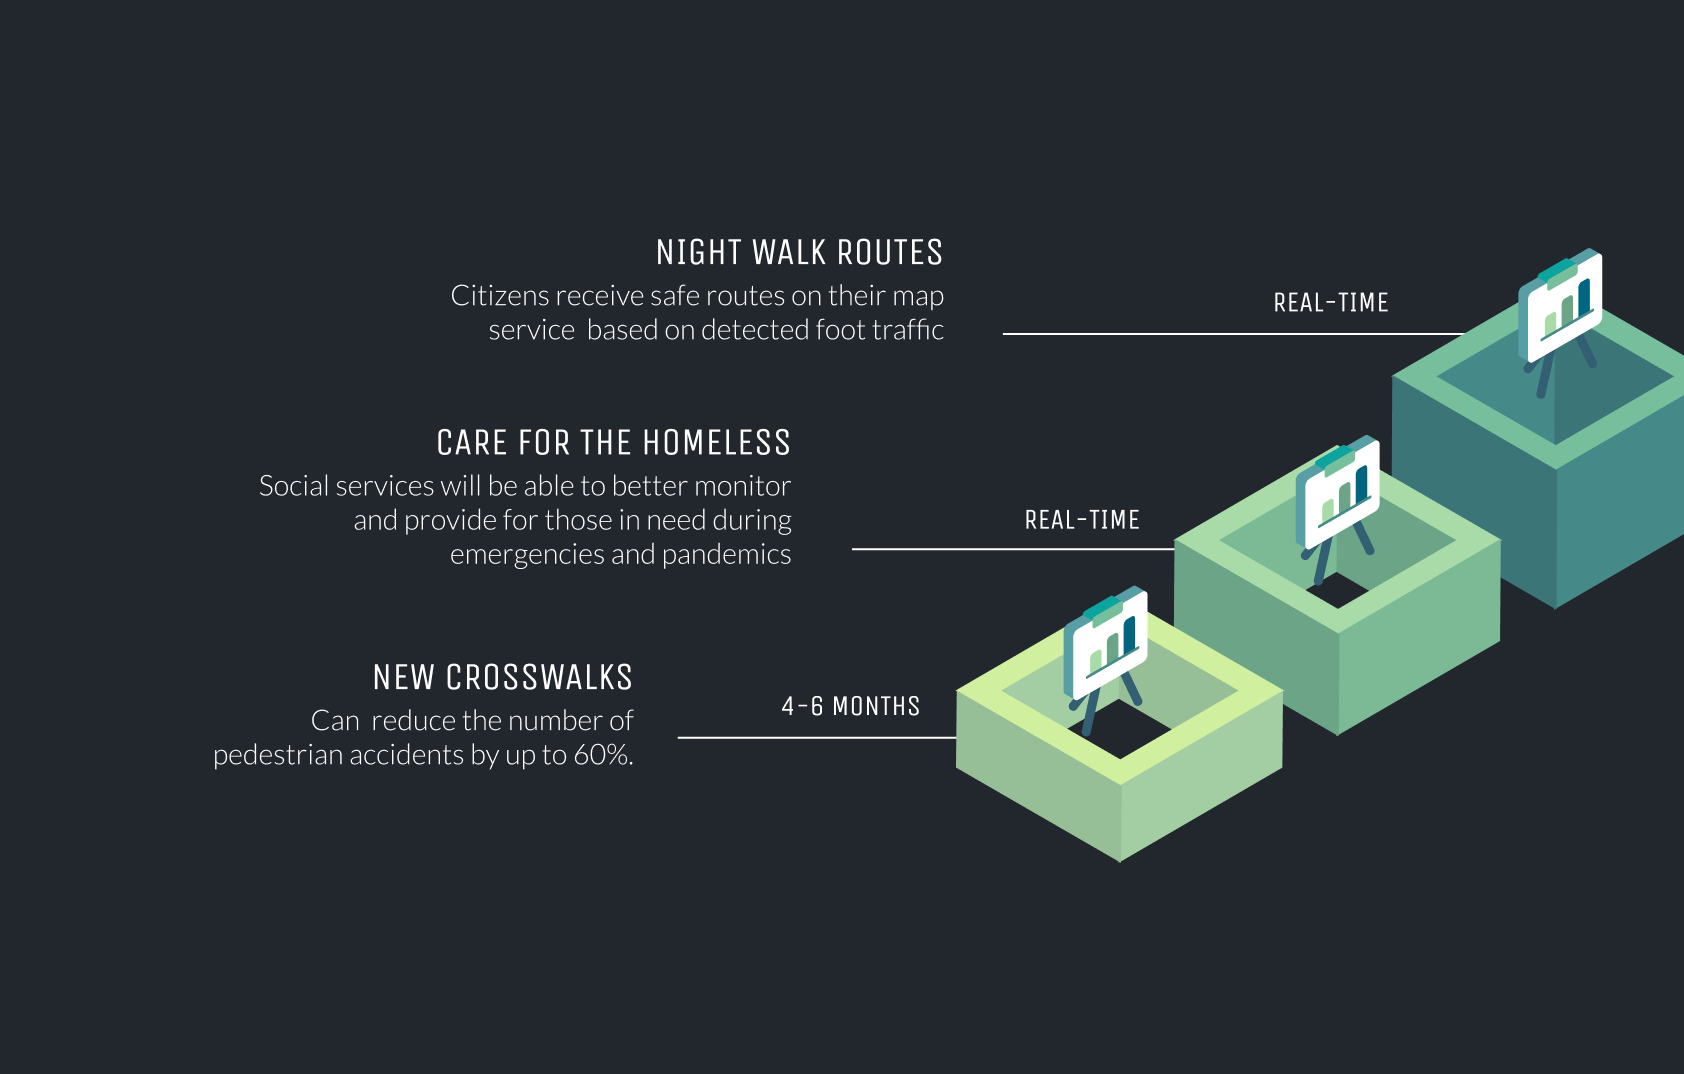 NIGHT WALK ROUTES
Citizens receive safe routes on their map
service  based on detected foot traffic
REAL-TIME
CARE FOR THE HOMELESS
Social services will be able to better monitor
and provide for those in need during
emergencies and pandemics
REAL-TIME
NEW CROSSWALKS
Can  reduce the number of
pedestrian accidents by up to 60%.
4-6 MONTHS